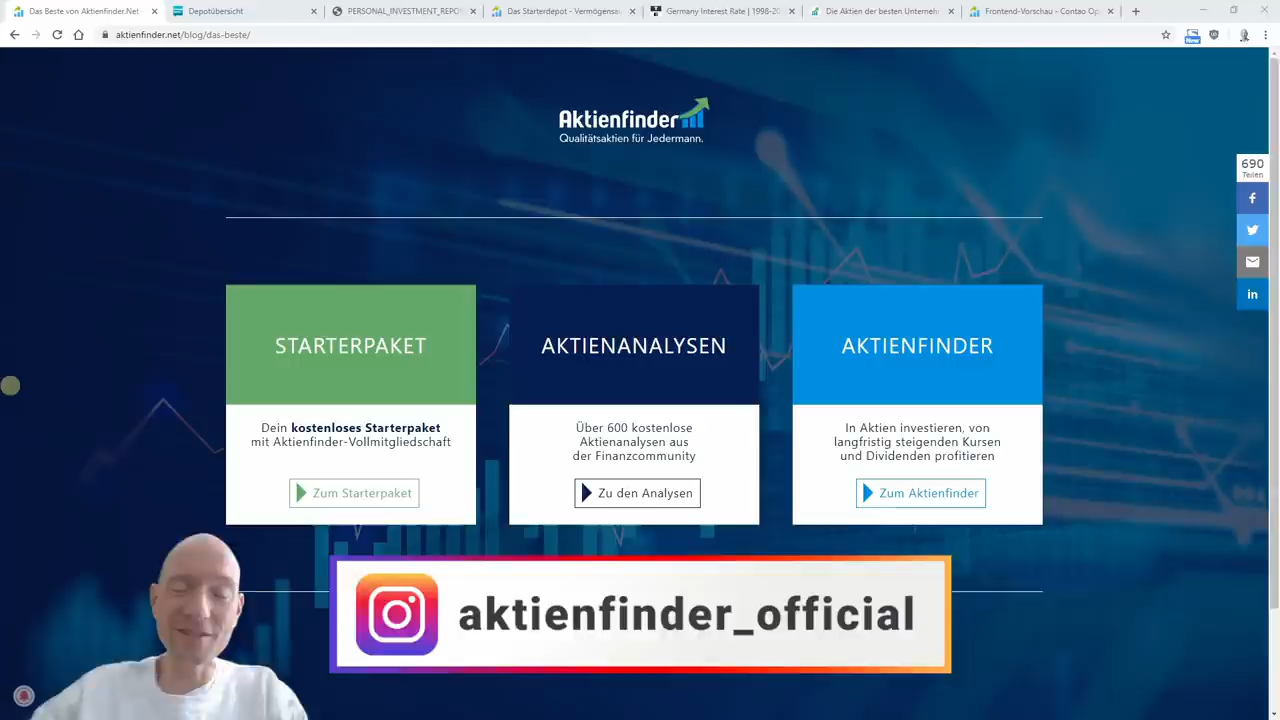 Das Beste von Aktienfinder.Net -
Depotübersicht
PERSONAL_INVESTMENT_REPO
Das Starterdepot - Vermögensau
Germany Interest Rate | 1998-20
Die Aktien der besten Unternehm
Frontend-Vorschau - Contao Op
aktienfinder.net/blog/das-beste/
New
Aktienfinder
Qualitätsaktien für Jedermann.
690
Teilen
STARTERPAKET
AKTIENANALYSEN
AKTIENFINDER
Dein kostenloses Starterpaket
mit Aktienfinder-Vollmitgliedschaft
Zum Starterpaket
Über 600 kostenlose
Aktienanalysen aus
der Finanzcommunity
Zu den Analysen
In Aktien investieren, von
langfristig steigenden Kursen
und Dividenden profitieren
Zum Aktienfinder
aktienfinder_official